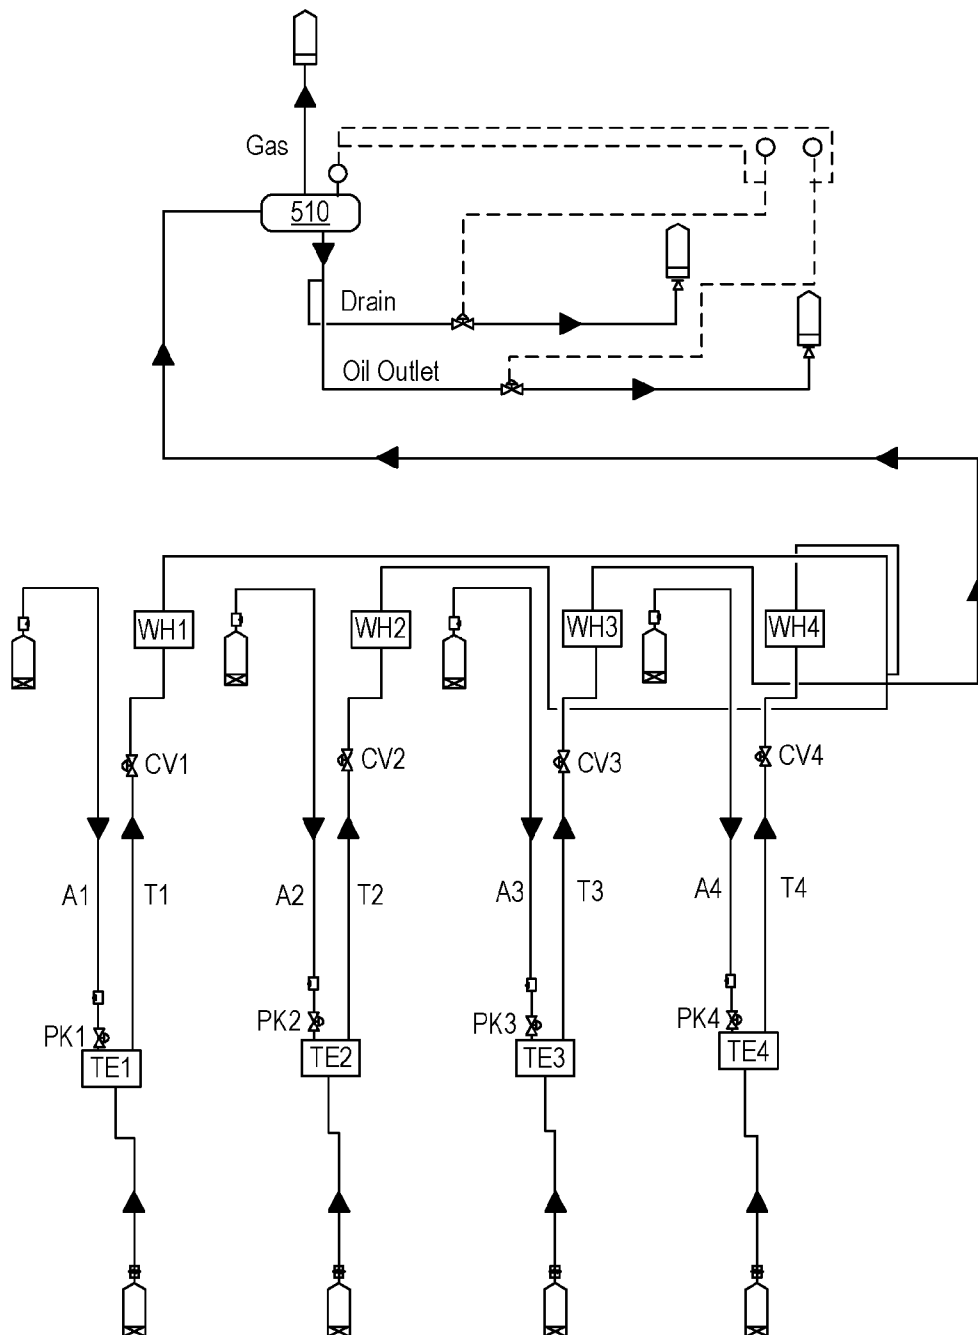 Gas
510
Drain
Oil Outlet
WH1
WH2
WH3
WH4
CV1
CV2
CV3
CV4
A1
T1
A2
T2
A3
T3
A4
T4
PK1
PK2
PK3
PK4
TE1
TE2
TE3
TE4